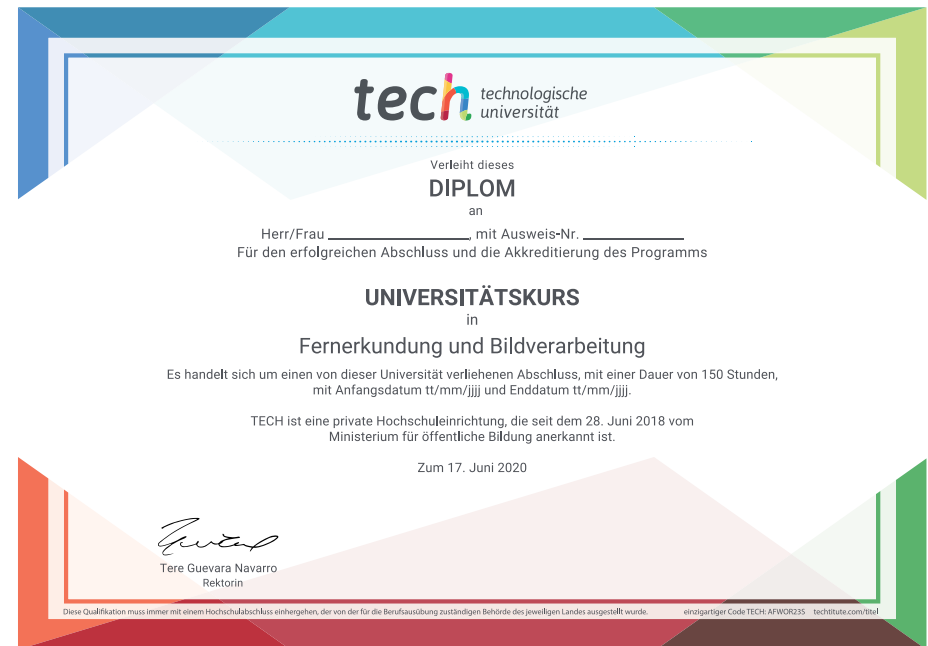 tech technologische
universität
Verleiht dieses
DIPLOM
an
Herr/Frau ____________________, mit Ausweis-Nr. ______________
Für den erfolgreichen Abschluss und die Akkreditierung des Programms
UNIVERSITÄTSKURS
in
Fernerkundung und Bildverarbeitung
Es handelt sich um einen von dieser Universität verliehenen Abschluss, mit einer Dauer von 150 Stunden,
mit Anfangsdatum tt/mm/jjjj und Enddatum tt/mm/jjjj.
TECH ist eine private Hochschuleinrichtung, die seit dem 28. Juni 2018 vom
Ministerium für öffentliche Bildung anerkannt ist.
Zum 17. Juni 2020
Tere Guevara Navarro
Rektorin
Diese Qualifikation muss immer mit einem Hochschulabschluss einhergehen, der von der für die Berufsausübung zuständigen Behörde des jeweiligen Landes ausgestellt wurde. einzigartiger Code TECH: AFWOR23S techtitute.com/titel